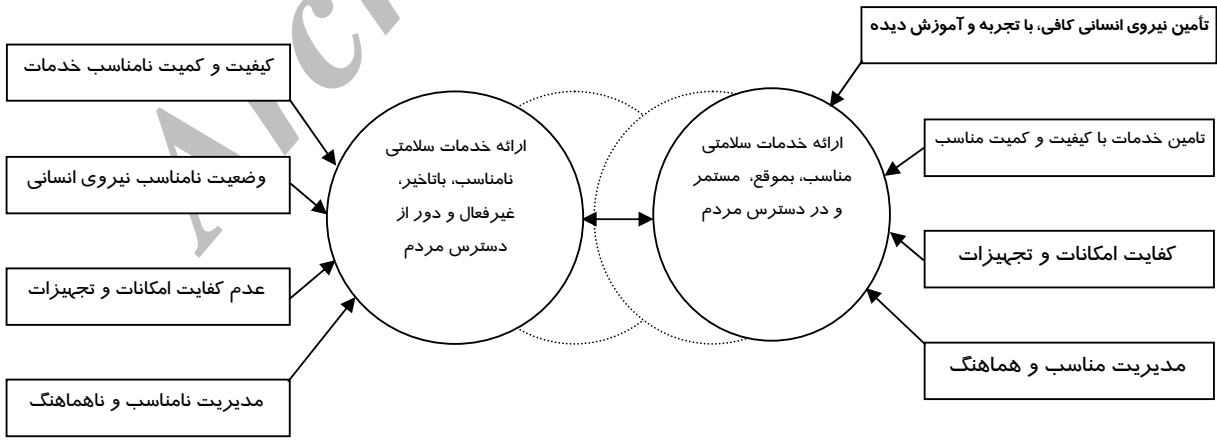 تأمین نیروی انسانی کافی، با تجربه و آموزش دیده
تامین خدمات با کیفیت و کمیت مناسب
کفایت امکانات و تجهیزات
مدیریت مناسب و هماهنگ
ارائه خدمات سلامتی
مناسب، بموقع، مستمر
و در دسترس مردم
ارائه خدمات سلامتی
نامناسب، باتاخیر،
غیرفعال و دور از
دسترس مردم
کیفیت و کمیت نامناسب خدمات
وضعیت نامناسب نیروی انسانی
عدم کفایت امکانات و تجهیزات
مدیریت نامناسب و ناهماهنگ